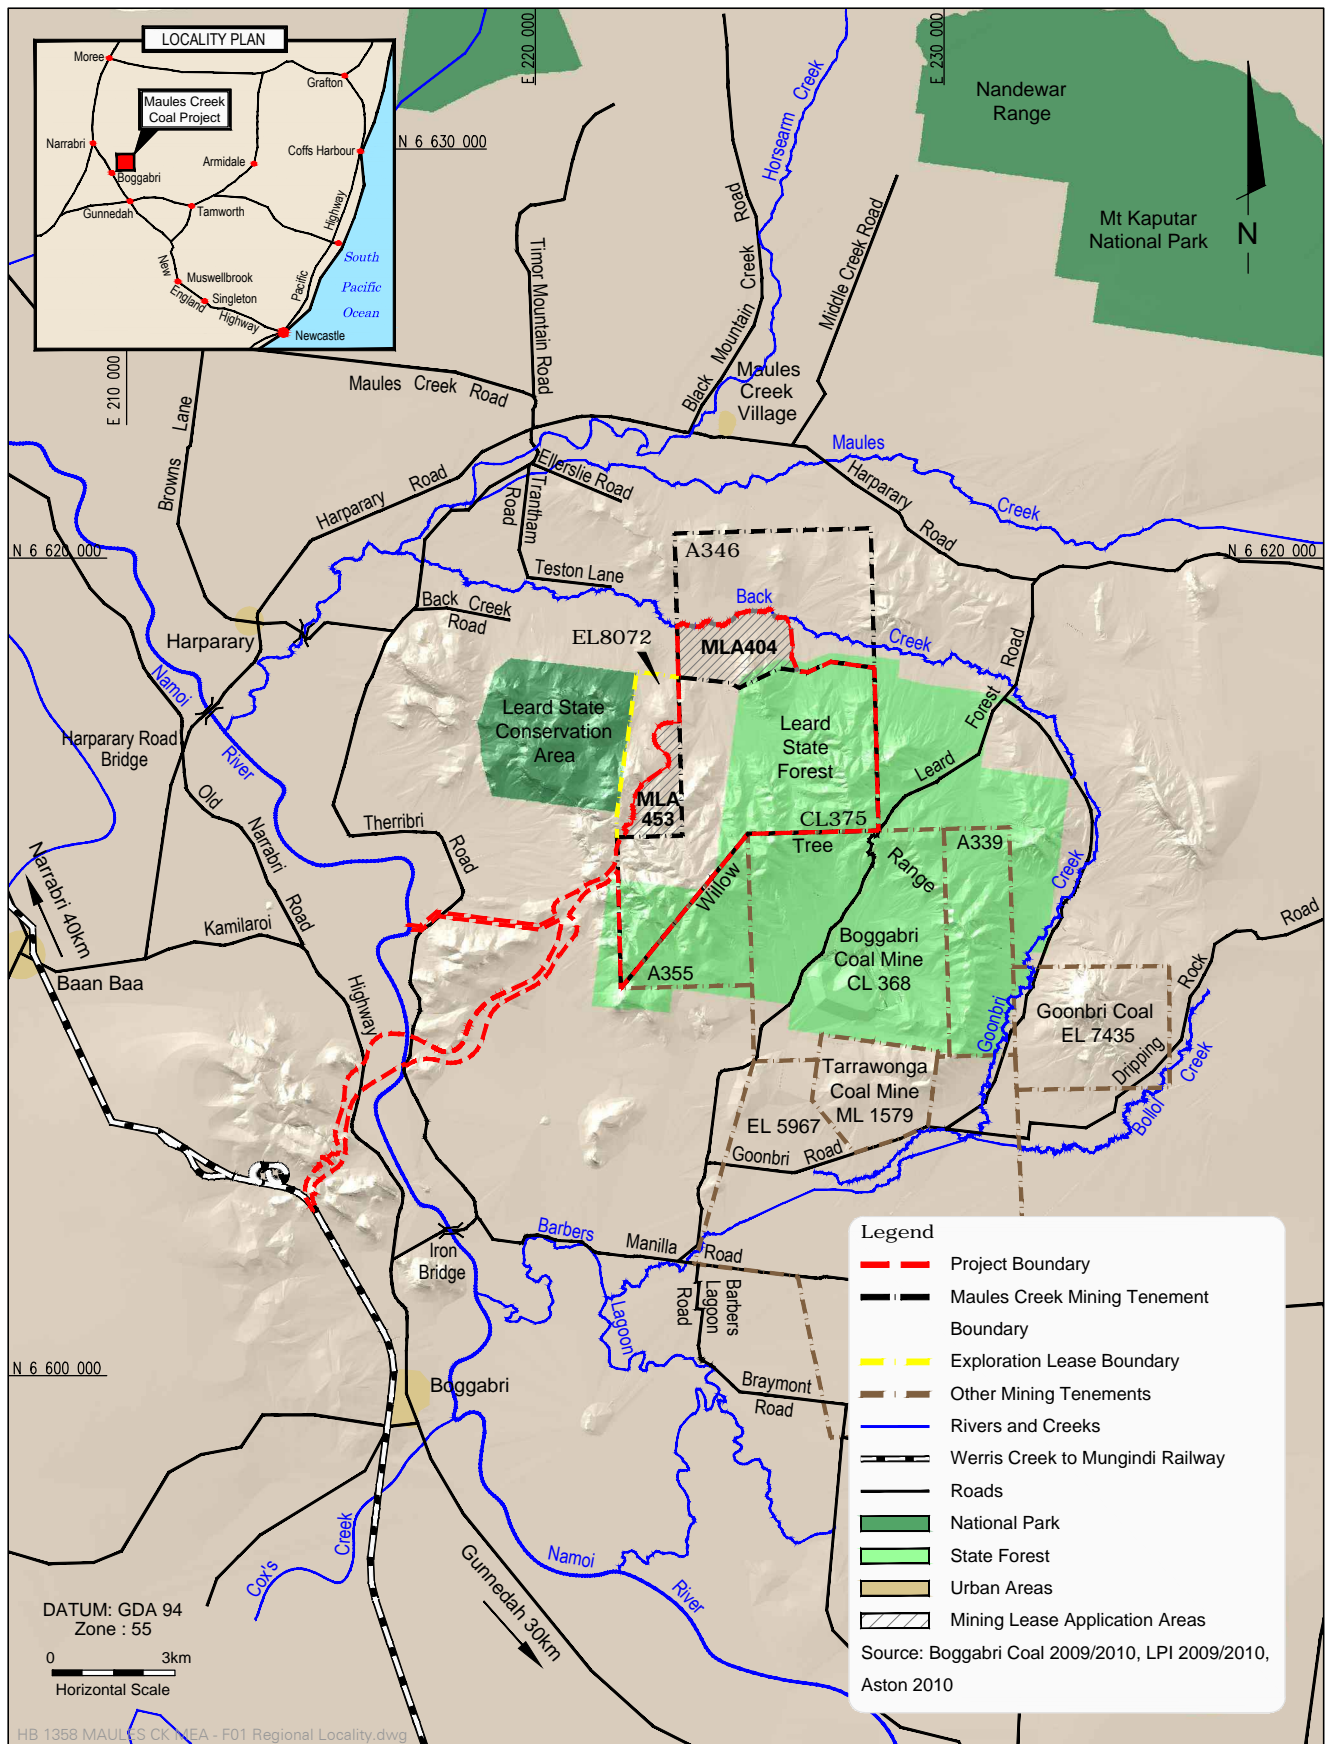 LOCALITY PLAN
Moree
Grafton
Maules Creek
Coal Project
Narrabri
Coffs Harbour
Armidale
Boggabri
Gunnedah
Tamworth
Highway
New
England
Highway
Pacific
Muswellbrook
Singleton
Newcastle
South
Pacific
Ocean
E 220 000
E 230 000
N 6 630 000
E 210 000
Nandewar
Range
Mt Kaputar
National Park
N
Horsearm Creek
Black Mountain Creek Road
Middle Creek Road
Timor Mountain Road
Maules Creek Road
Maules
Creek
Village
Browns Lane
Harparary Road
Ellerslie Road
Trantham
Road
Maules
Creek
Harparary
Road
N 6 620 000
N 6 620 000
A346
Teston Lane
Back
Creek
Back Creek
Road
EL8072
MLA404
Harparary
Namoi
River
Harparary Road
Bridge
Leard State
Conservation
Area
Leard
State
Forest
Leard Forest Road
MLA
453
CL375
Tree
Willow
Range
A339
Old Narrabri Road
Therribri
Road
Narrabri 40km
Kamilaroi
Highway
Baan Baa
A355
Boggabri
Coal Mine
CL 368
Creek
Goonbri
Goonbri Coal
EL 7435
Dripping
Rock
Road
Tarrawonga
Coal Mine
ML 1579
EL 5967
Goonbri Road
Bollol
Creek
Barbers
Lagoon
Manilla Road
Iron
Bridge
Barbers
Lagoon
Road
N 6 600 000
Boggabri
Braymont
Road
Cox's
Creek
Namoi
River
Gunnedah 30km
Legend
Project Boundary
Maules Creek Mining Tenement
Boundary
Exploration Lease Boundary
Other Mining Tenements
Rivers and Creeks
Werris Creek to Mungindi Railway
Roads
National Park
State Forest
Urban Areas
Mining Lease Application Areas
Source: Boggabri Coal 2009/2010, LPI 2009/2010,
Aston 2010
DATUM: GDA 94
Zone : 55
0 3km
Horizontal Scale
HB 1358 MAULES CK MEA - F01 Regional Locality.dwg